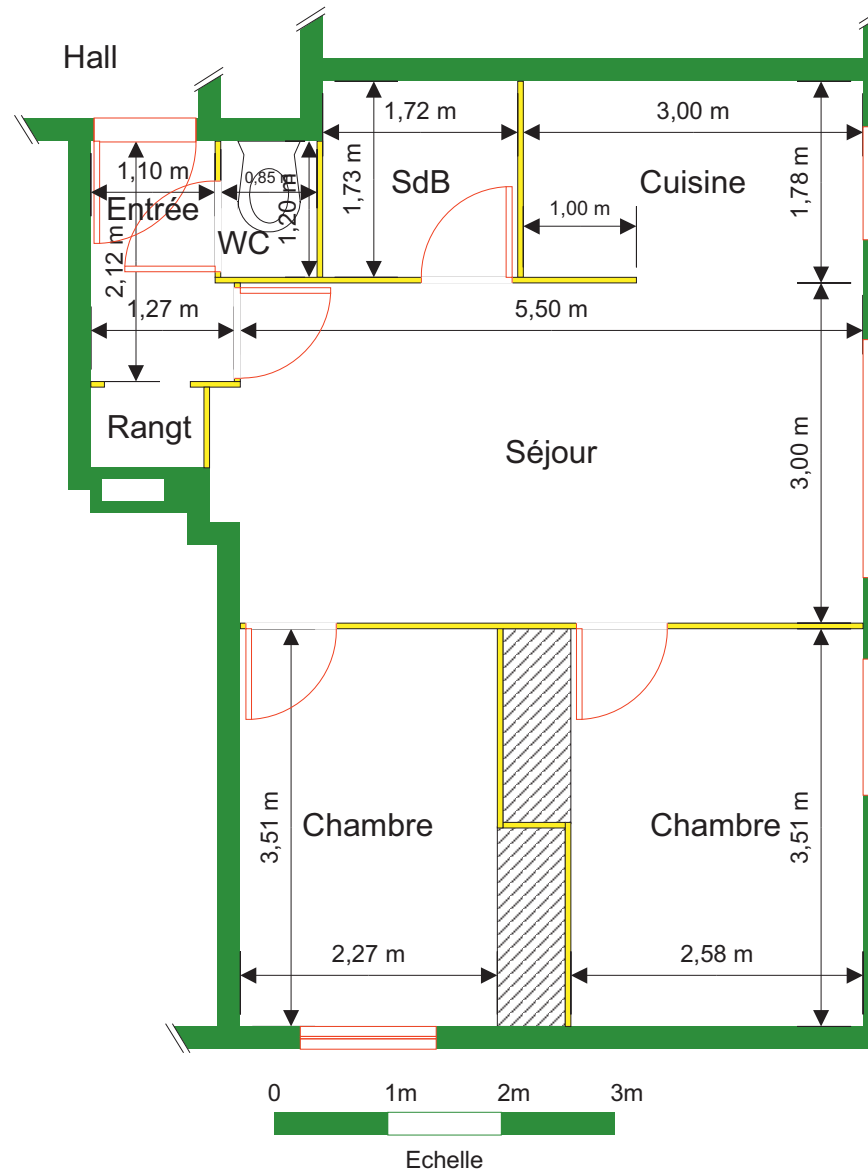 Hall
1,72 m
3,00 m
1,10 m
0,85 m
SdB
Cuisine
1,73 m
1,78 m
Entrée
1,20 m
1,00 m
WC
2,12 m
1,27 m
5,50 m
Rangt
Séjour
3,00 m
Chambre
Chambre
3,51 m
3,51 m
2,27 m
2,58 m
0 1m 2m 3m
Echelle